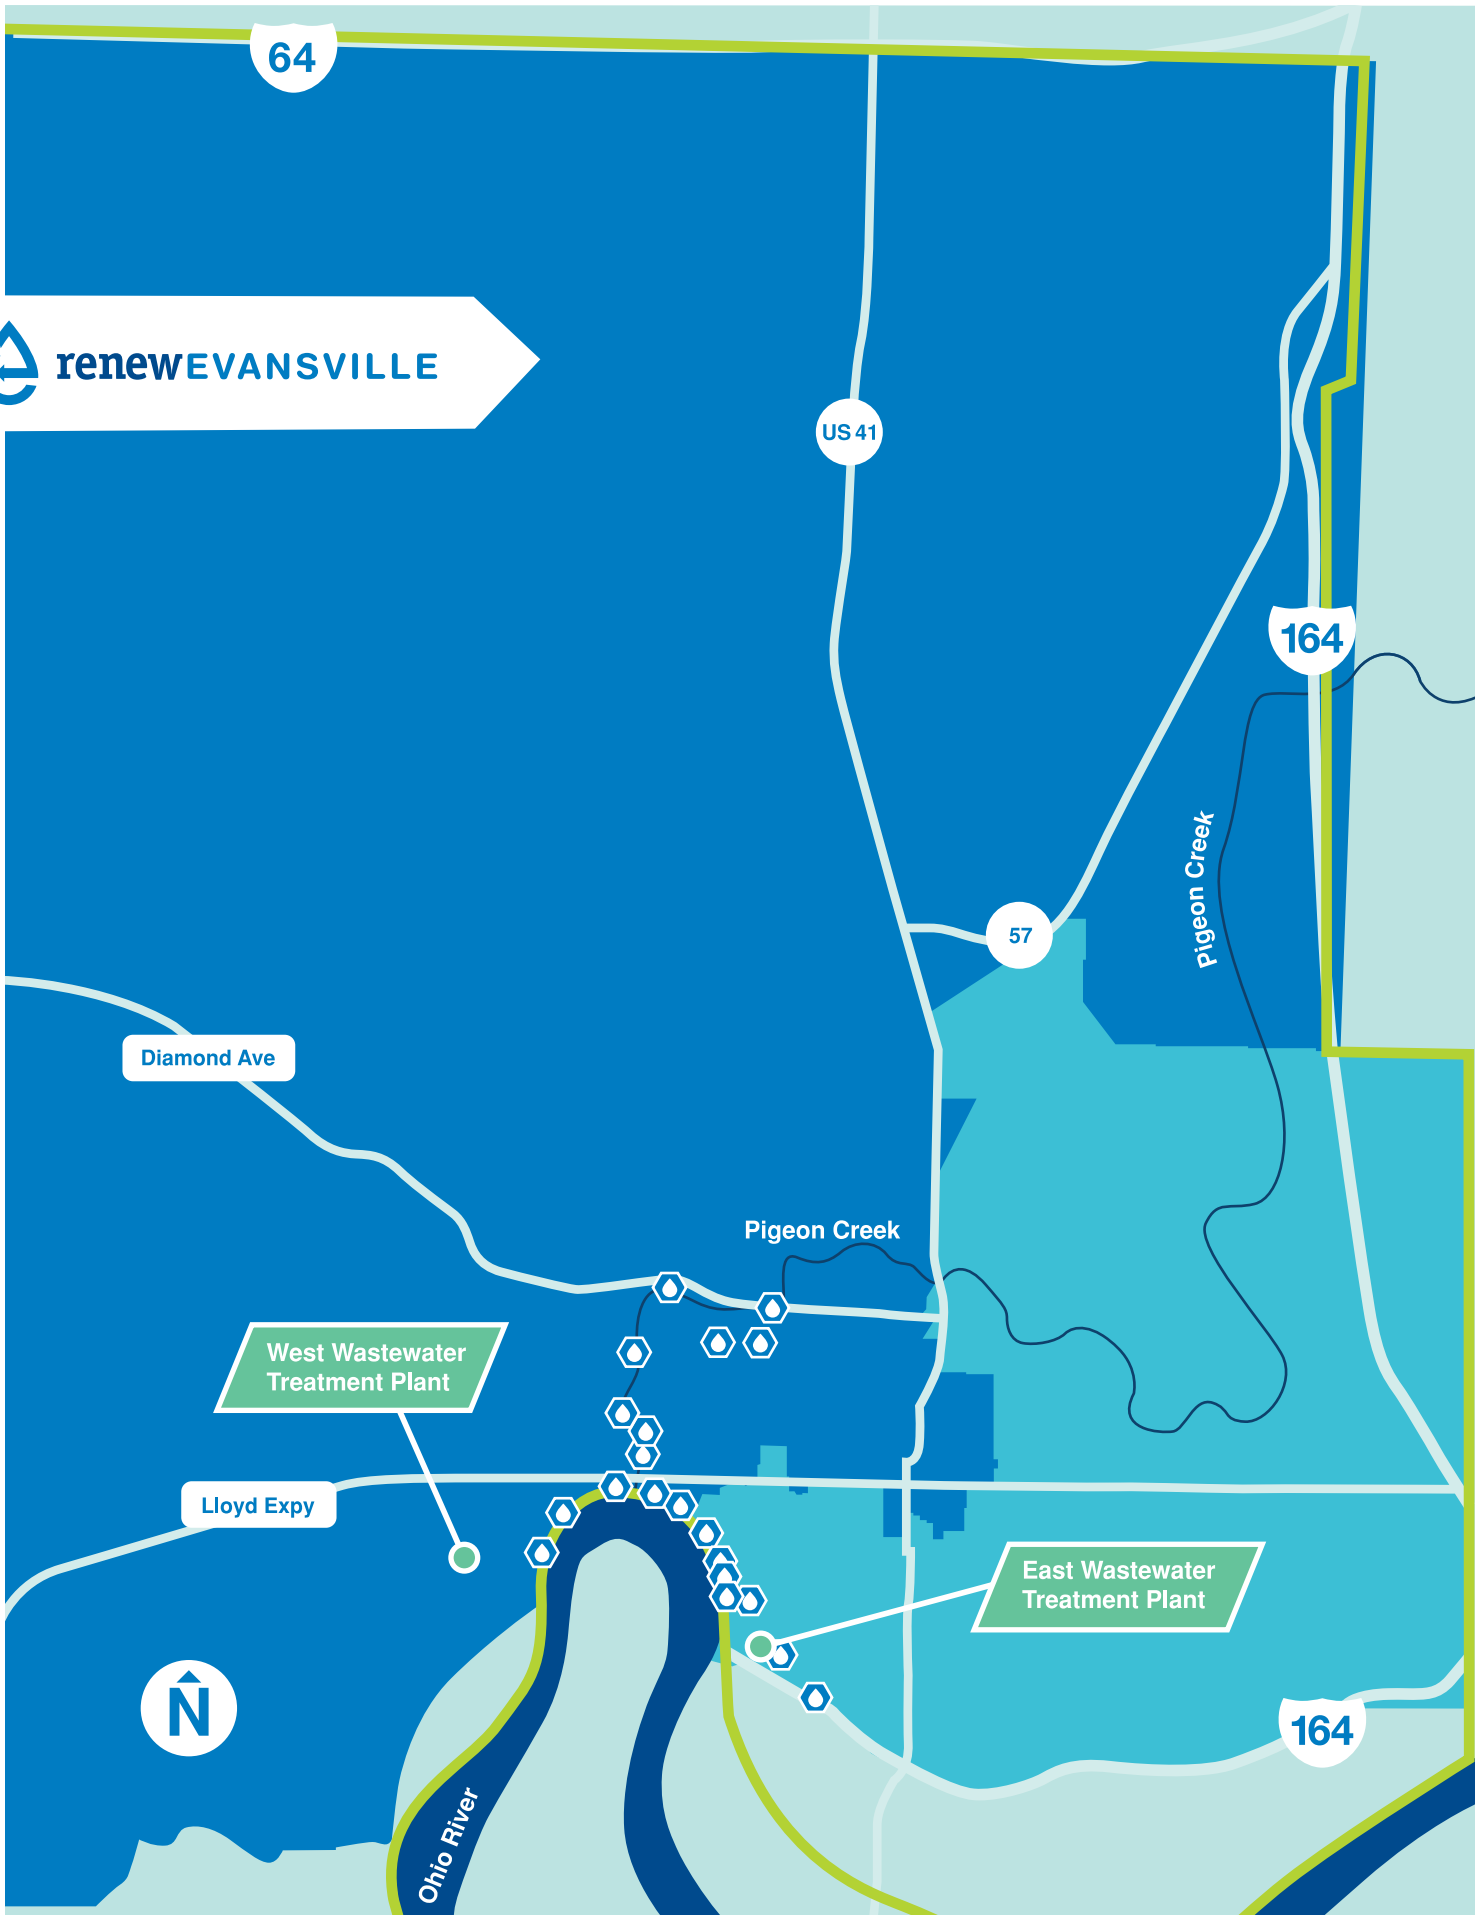 64
renewEVANSVILLE
US 41
164
Pigeon Creek
57
Diamond Ave
Pigeon Creek
West Wastewater
Treatment Plant
Lloyd Expy
East Wastewater
Treatment Plant
N
164
Ohio River